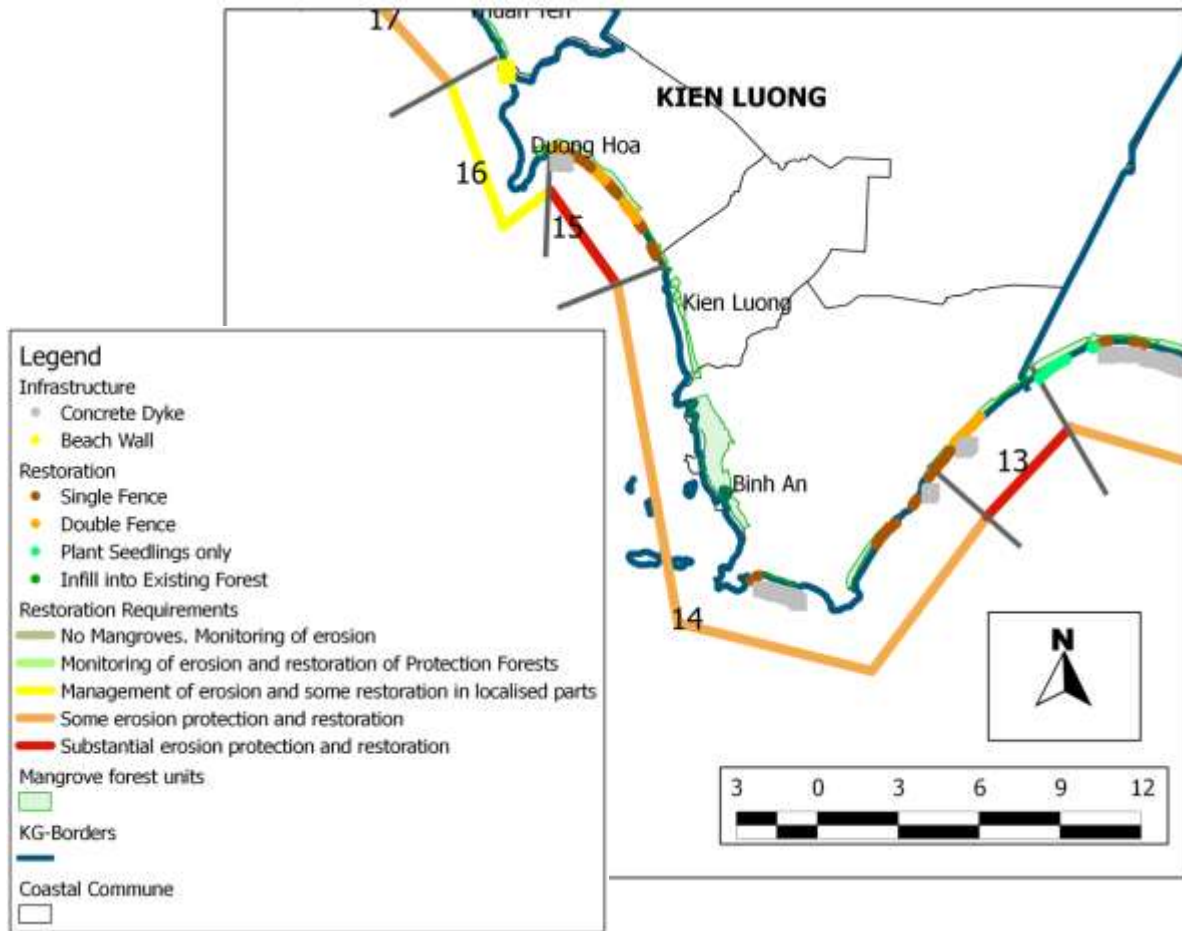 17
Thuan Yen
KIEN LUONG
Duong Hoa
16
15
Kien Luong
Binh An
13
14
N
3 0 3 6 9 12
Legend
Infrastructure
Concrete Dyke
Beach Wall
Restoration
Single Fence
Double Fence
Plant Seedlings only
Infill into Existing Forest
Restoration Requirements
No Mangroves. Monitoring of erosion
Monitoring of erosion and restoration of Protection Forests
Management of erosion and some restoration in localised parts
Some erosion protection and restoration
Substantial erosion protection and restoration
Mangrove forest units
KG-Borders
Coastal Commune